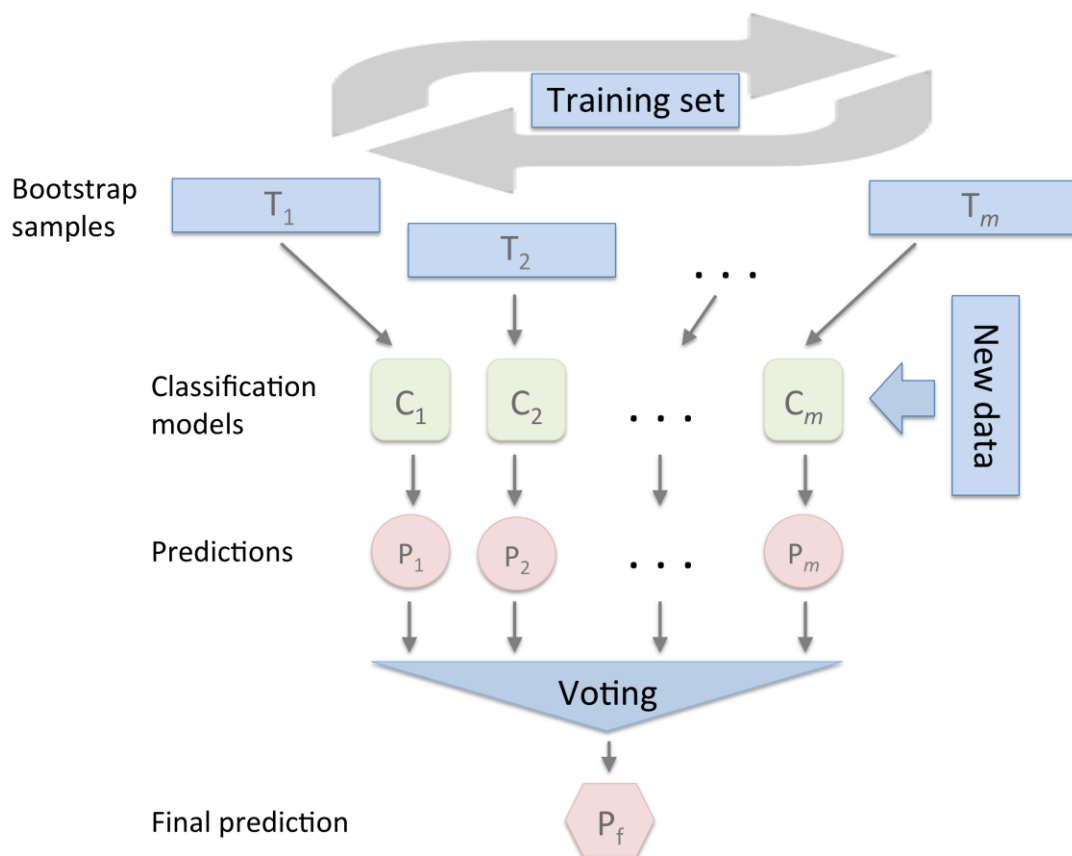 Training set
Bootstrap
samples
T₁
T₂
. . .
Tₘ
New data
Classification
models
C₁
C₂
. . .
Cₘ
Predictions
P₁
P₂
. . .
Pₘ
Voting
Final prediction
P_f